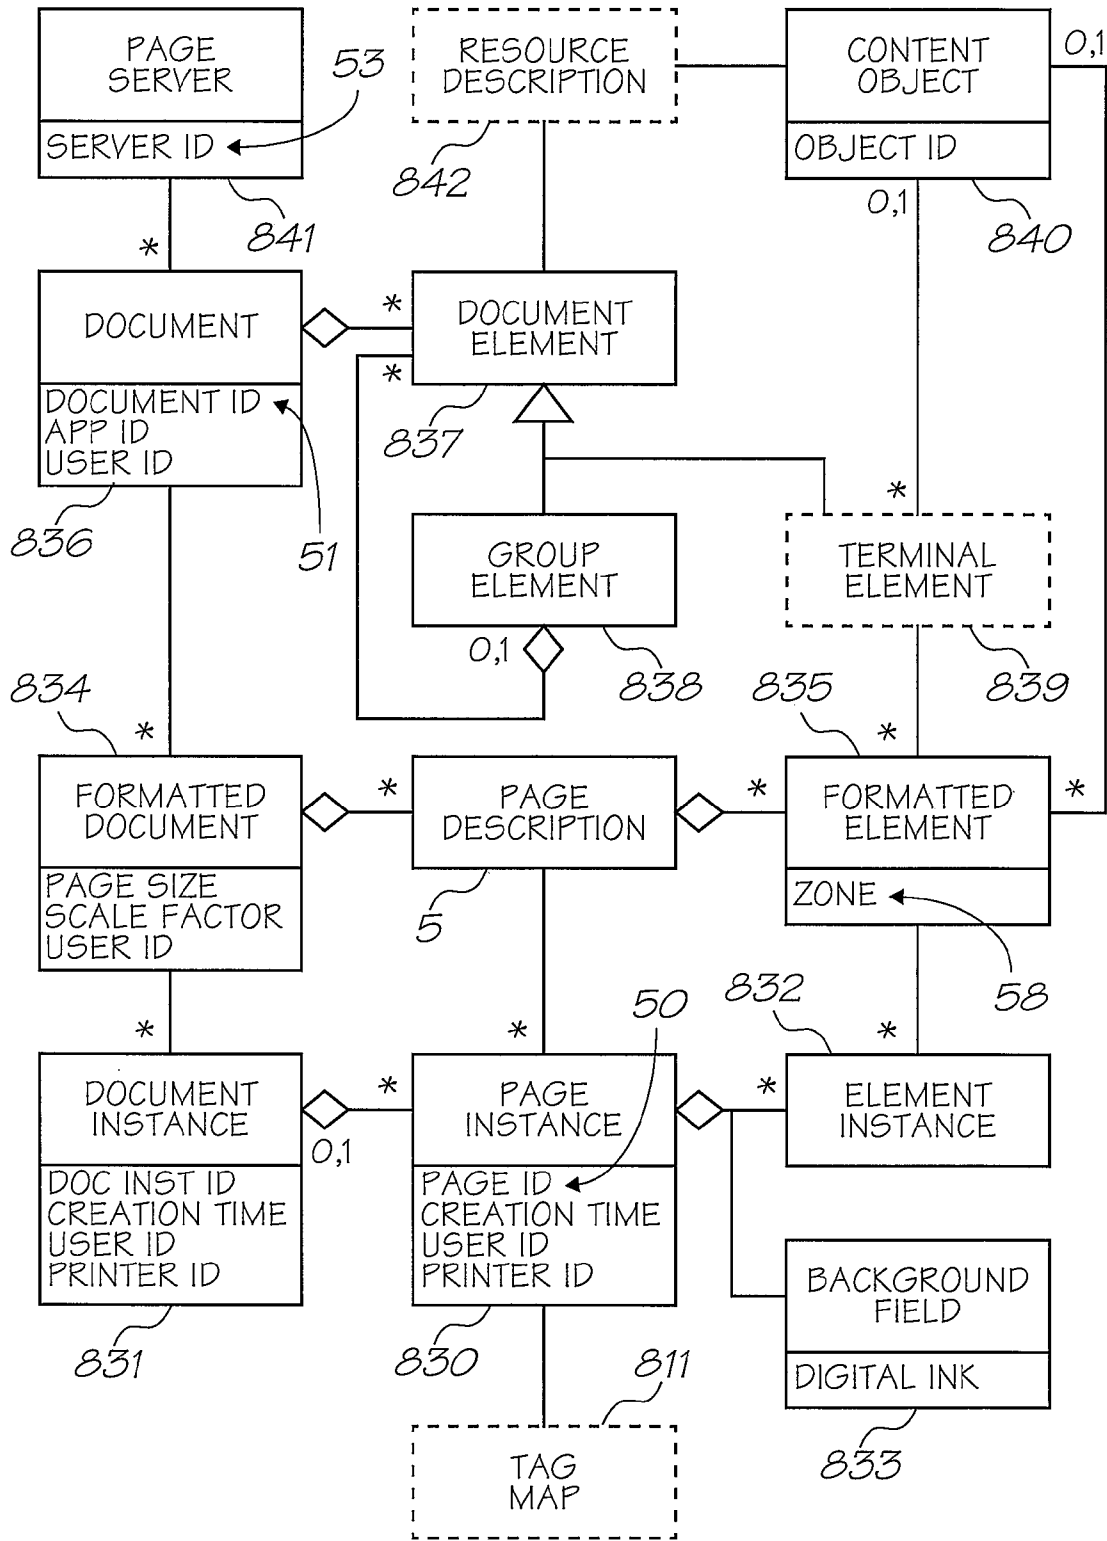 PAGE
SERVER
53
SERVER ID
841
*
RESOURCE
DESCRIPTION
842
CONTENT
OBJECT
0,1
OBJECT ID
0,1
840
DOCUMENT
*
DOCUMENT
ELEMENT
*
837
DOCUMENT ID
APP ID
USER ID
836
51
GROUP
ELEMENT
0,1
838
*
TERMINAL
ELEMENT
839
834
*
FORMATTED
DOCUMENT
*
PAGE SIZE
SCALE FACTOR
USER ID
PAGE
DESCRIPTION
*
5
835
*
FORMATTED
ELEMENT
*
ZONE
58
*
DOCUMENT
INSTANCE
*
0,1
DOC INST ID
CREATION TIME
USER ID
PRINTER ID
831
*
50
PAGE
INSTANCE
*
PAGE ID
CREATION TIME
USER ID
PRINTER ID
830
832
*
ELEMENT
INSTANCE
BACKGROUND
FIELD
DIGITAL INK
833
811
TAG
MAP